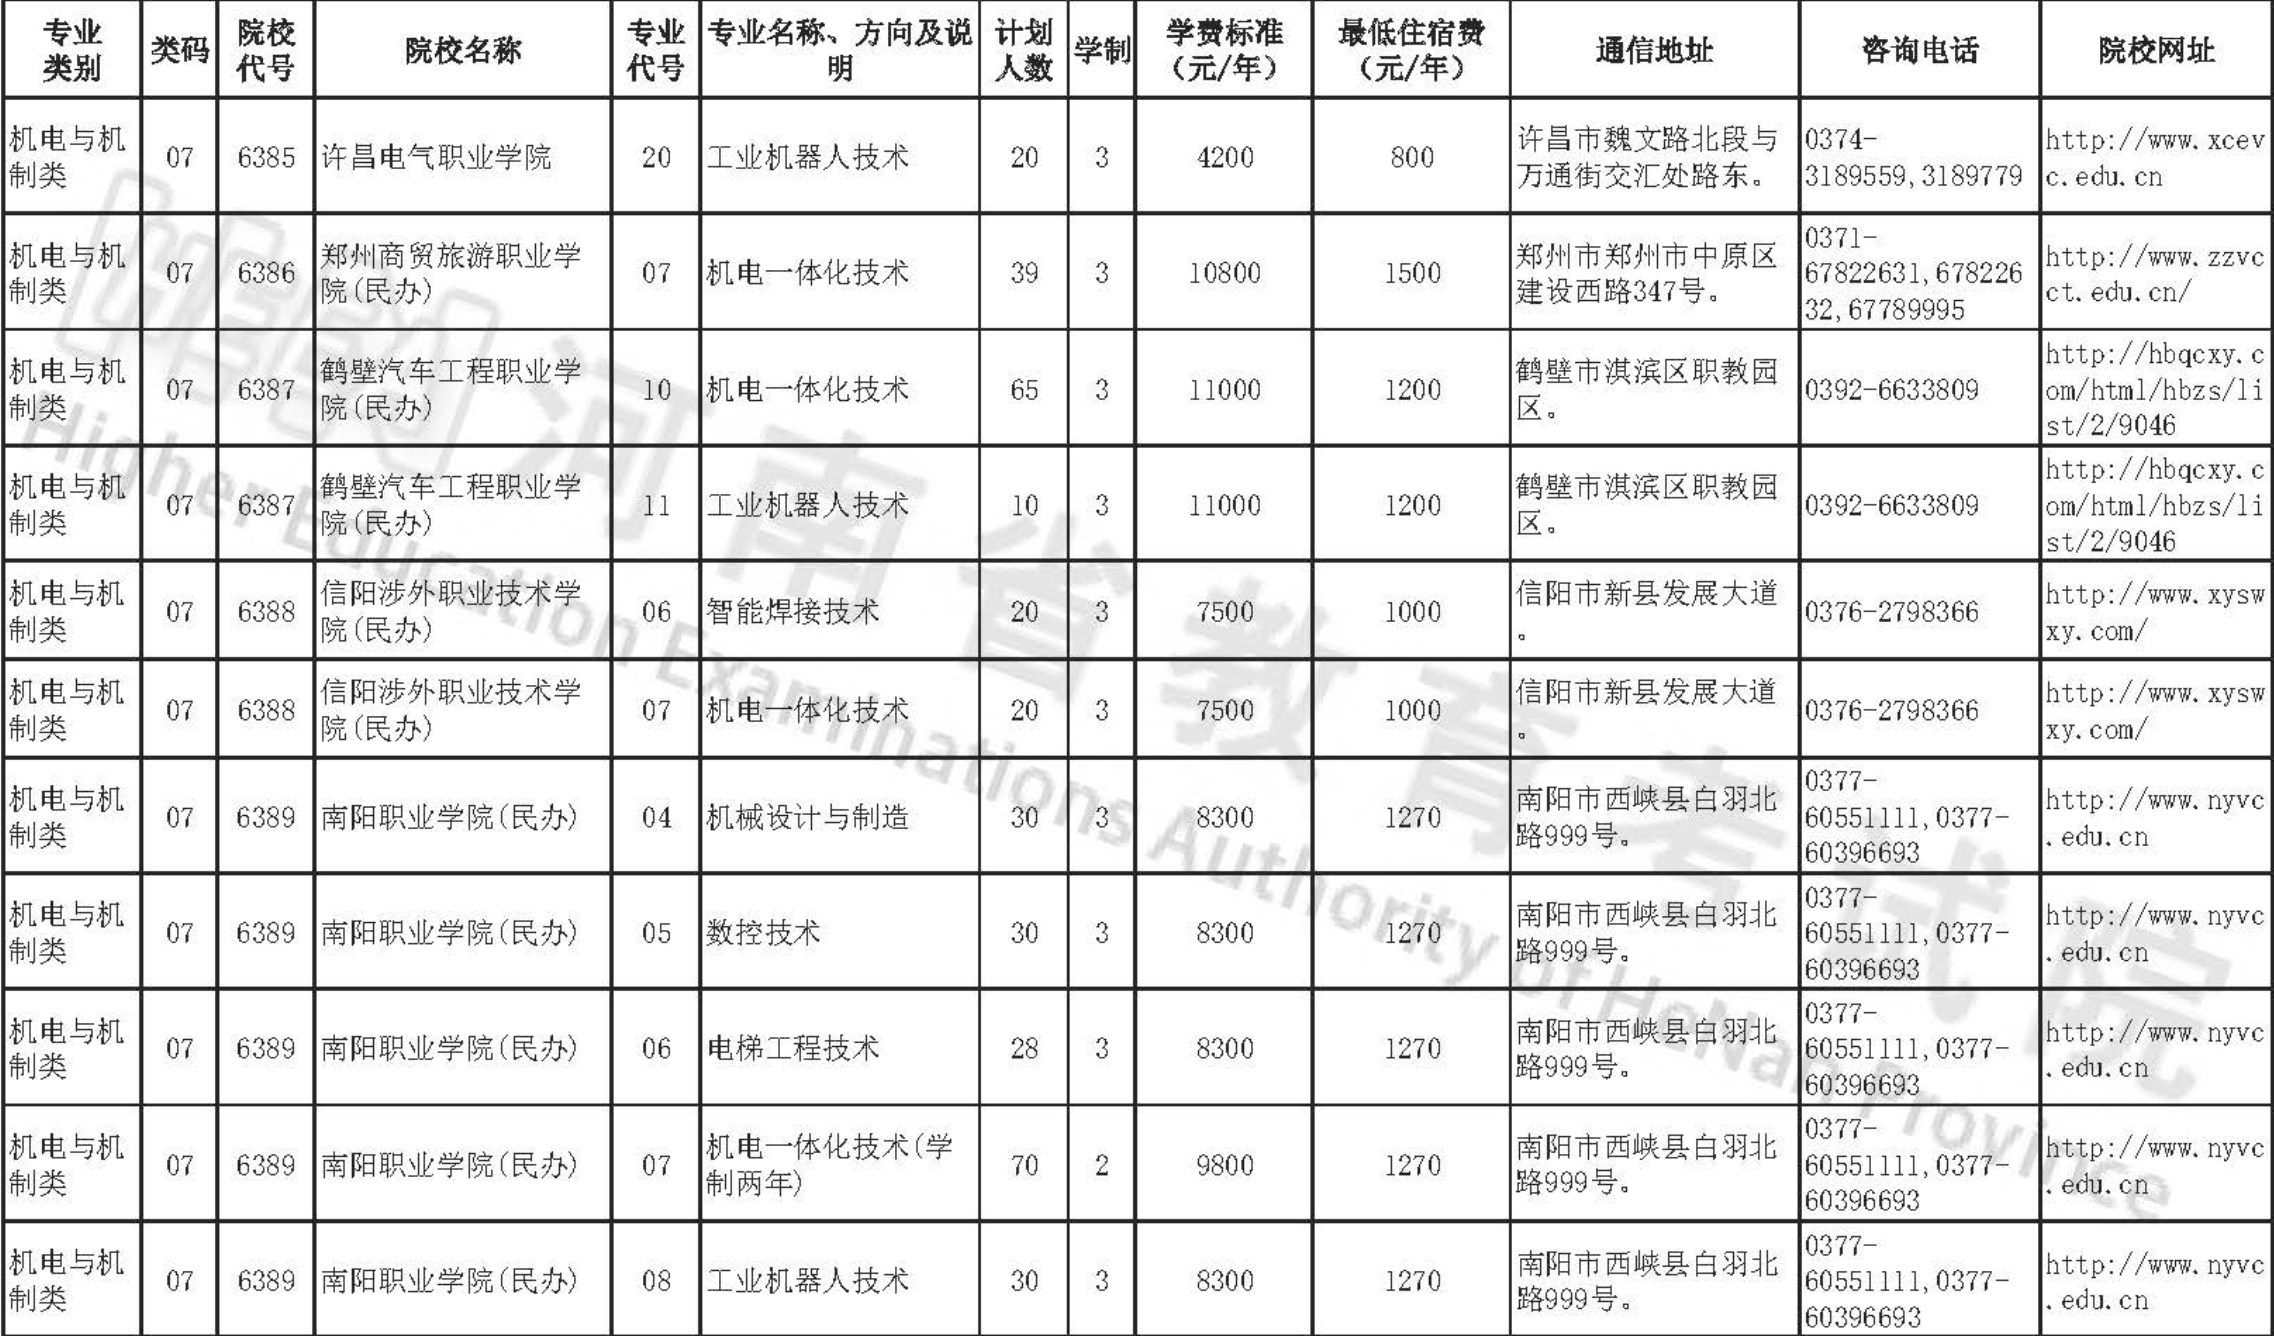 专业类别 类码 院校代号 院校名称 专业代号 专业名称、方向及说明 计划人数 学制 学费标准（元/年） 最低住宿费（元/年） 通信地址 咨询电话 院校网址
机电与机制类 07 6385 许昌电气职业学院 20 工业机器人技术 20 3 4200 800 许昌市魏文路北段与万通街交汇处路东。 0374-3189559,3189779 http://www.xcevc.edu.cn
机电与机制类 07 6386 郑州商贸旅游职业学院(民办) 07 机电一体化技术 39 3 10800 1500 郑州市郑州市中原区建设西路347号。 0371-67822631,67822632,67789995 http://www.zzvcct.edu.cn/
机电与机制类 07 6387 鹤壁汽车工程职业学院(民办) 10 机电一体化技术 65 3 11000 1200 鹤壁市淇滨区职教园区。 0392-6633809 http://hbqcxy.com/html/hbzs/list/2/9046
机电与机制类 07 6387 鹤壁汽车工程职业学院(民办) 11 工业机器人技术 10 3 11000 1200 鹤壁市淇滨区职教园区。 0392-6633809 http://hbqcxy.com/html/hbzs/list/2/9046
机电与机制类 07 6388 信阳涉外职业技术学院(民办) 06 智能焊接技术 20 3 7500 1000 信阳市新县发展大道。 0376-2798366 http://www.xyswxy.com/
机电与机制类 07 6388 信阳涉外职业技术学院(民办) 07 机电一体化技术 20 3 7500 1000 信阳市新县发展大道。 0376-2798366 http://www.xyswxy.com/
机电与机制类 07 6389 南阳职业学院(民办) 04 机械设计与制造 30 3 8300 1270 南阳市西峡县白羽北路999号。 0377-60551111,0377-60396693 http://www.nyvc.edu.cn
机电与机制类 07 6389 南阳职业学院(民办) 05 数控技术 30 3 8300 1270 南阳市西峡县白羽北路999号。 0377-60551111,0377-60396693 http://www.nyvc.edu.cn
机电与机制类 07 6389 南阳职业学院(民办) 06 电梯工程技术 28 3 8300 1270 南阳市西峡县白羽北路999号。 0377-60551111,0377-60396693 http://www.nyvc.edu.cn
机电与机制类 07 6389 南阳职业学院(民办) 07 机电一体化技术(学制两年) 70 2 9800 1270 南阳市西峡县白羽北路999号。 0377-60551111,0377-60396693 http://www.nyvc.edu.cn
机电与机制类 07 6389 南阳职业学院(民办) 08 工业机器人技术 30 3 8300 1270 南阳市西峡县白羽北路999号。 0377-60551111,0377-60396693 http://www.nyvc.edu.cn
河南省教育考试院
Higher Education Examinations Authority of HeNan Province